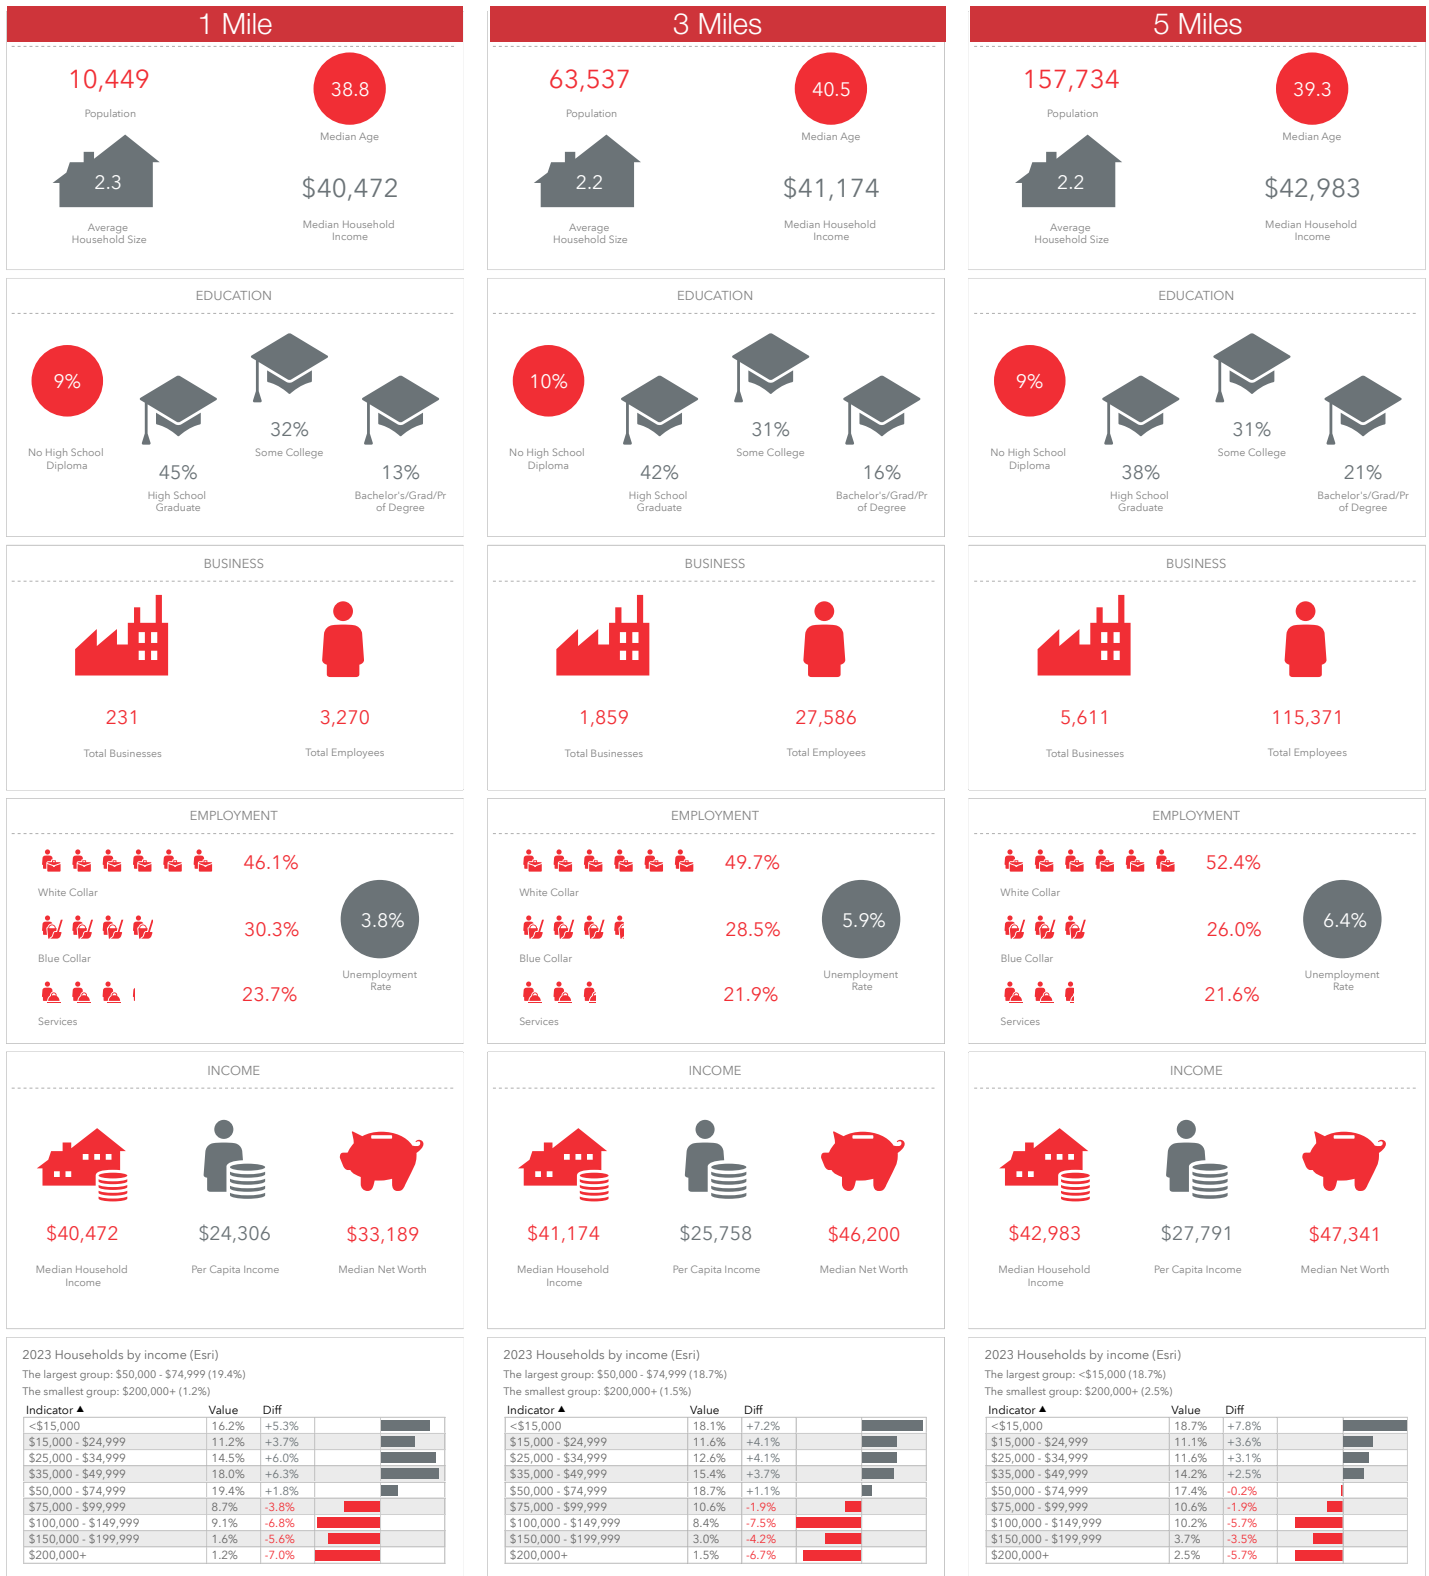 1 Mile
10,449
Population
38.8
Median Age
2.3
Average
Household Size
$40,472
Median Household
Income
EDUCATION
9%
No High School
Diploma
45%
High School
Graduate
32%
Some College
13%
Bachelor's/Grad/Pr
of Degree
BUSINESS
231
Total Businesses
3,270
Total Employees
EMPLOYMENT
46.1%
White Collar
30.3%
Blue Collar
23.7%
Services
3.8%
Unemployment
Rate
INCOME
$40,472
Median Household
Income
$24,306
Per Capita Income
$33,189
Median Net Worth
2023 Households by income (Esri)
The largest group: $50,000 - $74,999 (19.4%)
The smallest group: $200,000+ (1.2%)
Indicator ▲ Value Diff
<$15,000 16.2% +5.3%
$15,000 - $24,999 11.2% +3.7%
$25,000 - $34,999 14.5% +6.0%
$35,000 - $49,999 18.0% +6.3%
$50,000 - $74,999 19.4% +1.8%
$75,000 - $99,999 8.7% -3.8%
$100,000 - $149,999 9.1% -6.8%
$150,000 - $199,999 1.6% -5.6%
$200,000+ 1.2% -7.0%
3 Miles
63,537
Population
40.5
Median Age
2.2
Average
Household Size
$41,174
Median Household
Income
EDUCATION
10%
No High School
Diploma
42%
High School
Graduate
31%
Some College
16%
Bachelor's/Grad/Pr
of Degree
BUSINESS
1,859
Total Businesses
27,586
Total Employees
EMPLOYMENT
49.7%
White Collar
28.5%
Blue Collar
21.9%
Services
5.9%
Unemployment
Rate
INCOME
$41,174
Median Household
Income
$25,758
Per Capita Income
$46,200
Median Net Worth
2023 Households by income (Esri)
The largest group: $50,000 - $74,999 (18.7%)
The smallest group: $200,000+ (1.5%)
Indicator ▲ Value Diff
<$15,000 18.1% +7.2%
$15,000 - $24,999 11.6% +4.1%
$25,000 - $34,999 12.6% +4.1%
$35,000 - $49,999 15.4% +3.7%
$50,000 - $74,999 18.7% +1.1%
$75,000 - $99,999 10.6% -1.9%
$100,000 - $149,999 8.4% -7.5%
$150,000 - $199,999 3.0% -4.2%
$200,000+ 1.5% -6.7%
5 Miles
157,734
Population
39.3
Median Age
2.2
Average
Household Size
$42,983
Median Household
Income
EDUCATION
9%
No High School
Diploma
38%
High School
Graduate
31%
Some College
21%
Bachelor's/Grad/Pr
of Degree
BUSINESS
5,611
Total Businesses
115,371
Total Employees
EMPLOYMENT
52.4%
White Collar
26.0%
Blue Collar
21.6%
Services
6.4%
Unemployment
Rate
INCOME
$42,983
Median Household
Income
$27,791
Per Capita Income
$47,341
Median Net Worth
2023 Households by income (Esri)
The largest group: <$15,000 (18.7%)
The smallest group: $200,000+ (2.5%)
Indicator ▲ Value Diff
<$15,000 18.7% +7.8%
$15,000 - $24,999 11.1% +3.6%
$25,000 - $34,999 11.6% +3.1%
$35,000 - $49,999 14.2% +2.5%
$50,000 - $74,999 17.4% -0.2%
$75,000 - $99,999 10.6% -1.9%
$100,000 - $149,999 10.2% -5.7%
$150,000 - $199,999 3.7% -3.5%
$200,000+ 2.5% -5.7%